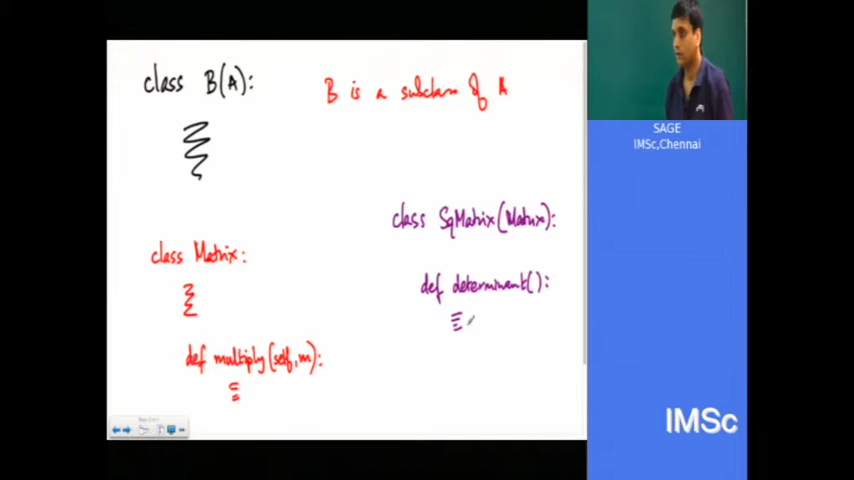 class B(A):
B is a subclass of A
class Matrix:
def multiply(self, m):
class SqMatrix(Matrix):
def determinant():
SAGE
IMSc,Chennai
IMSc